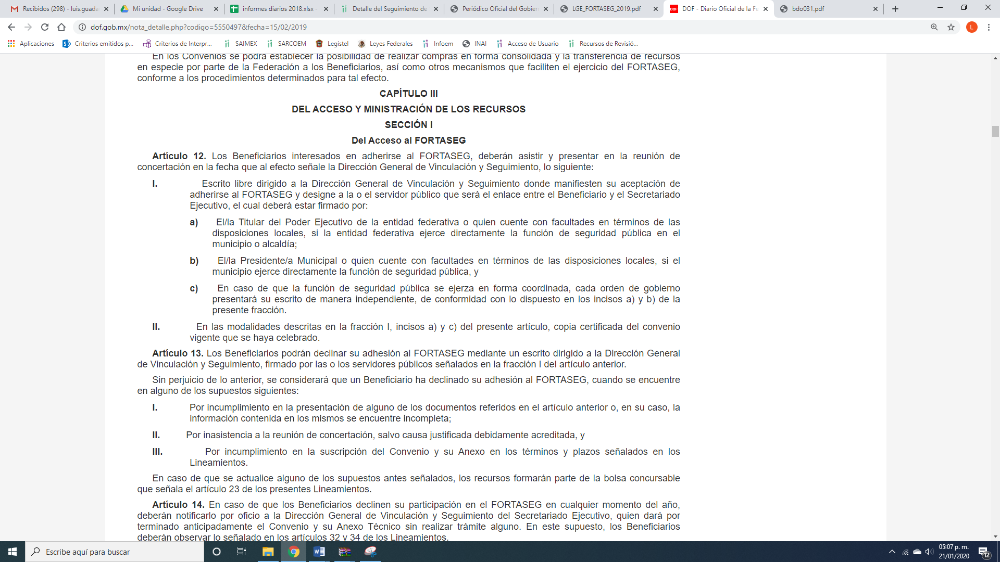 Recibidos (298) - luis.guada
Mi unidad - Google Drive
informes diarios 2018.xlsx -
Detalle del Seguimiento de
Periódico Oficial del Gobier
LGE_FORTASEG_2019.pdf
DOF - Diario Oficial de la Fe
bdo031.pdf
dof.gob.mx/nota_detalle.php?codigo=5550497&fecha=15/02/2019
L
Aplicaciones
Criterios emitidos p...
Criterios de Interpr...
SAIMEX
SARCOEM
Legistel
Leyes Federales
Infoem
INAI
Acceso de Usuario
Recursos de Revisió...
En los Convenios se podrá establecer la posibilidad de realizar compras en forma consolidada y la transferencia de recursos
en especie por parte de la Federación a los Beneficiarios, así como otros mecanismos que faciliten el ejercicio del FORTASEG,
conforme a los procedimientos determinados para tal efecto.
CAPÍTULO III
DEL ACCESO Y MINISTRACIÓN DE LOS RECURSOS
SECCIÓN I
Del Acceso al FORTASEG
Artículo 12. Los Beneficiarios interesados en adherirse al FORTASEG, deberán asistir y presentar en la reunión de
concertación en la fecha que al efecto señale la Dirección General de Vinculación y Seguimiento, lo siguiente:
I. Escrito libre dirigido a la Dirección General de Vinculación y Seguimiento donde manifiesten su aceptación de
adherirse al FORTASEG y designe a la o el servidor público que será el enlace entre el Beneficiario y el Secretariado
Ejecutivo, el cual deberá estar firmado por:
a) El/la Titular del Poder Ejecutivo de la entidad federativa o quien cuente con facultades en términos de las
disposiciones locales, si la entidad federativa ejerce directamente la función de seguridad pública en el
municipio o alcaldía;
b) El/la Presidente/a Municipal o quien cuente con facultades en términos de las disposiciones locales, si el
municipio ejerce directamente la función de seguridad pública, y
c) En caso de que la función de seguridad pública se ejerza en forma coordinada, cada orden de gobierno
presentará su escrito de manera independiente, de conformidad con lo dispuesto en los incisos a) y b) de la
presente fracción.
II. En las modalidades descritas en la fracción I, incisos a) y c) del presente artículo, copia certificada del convenio
vigente que se haya celebrado.
Artículo 13. Los Beneficiarios podrán declinar su adhesión al FORTASEG mediante un escrito dirigido a la Dirección General
de Vinculación y Seguimiento, firmado por las o los servidores públicos señalados en la fracción I del artículo anterior.
Sin perjuicio de lo anterior, se considerará que un Beneficiario ha declinado su adhesión al FORTASEG, cuando se encuentre
en alguno de los supuestos siguientes:
I. Por incumplimiento en la presentación de alguno de los documentos referidos en el artículo anterior o, en su caso, la
información contenida en los mismos se encuentre incompleta;
II. Por inasistencia a la reunión de concertación, salvo causa justificada debidamente acreditada, y
III. Por incumplimiento en la suscripción del Convenio y su Anexo en los términos y plazos señalados en los
Lineamientos.
En caso de que se actualice alguno de los supuestos antes señalados, los recursos formarán parte de la bolsa concursable
que señala el artículo 23 de los presentes Lineamientos.
Artículo 14. En caso de que los Beneficiarios declinen su participación en el FORTASEG en cualquier momento del año,
deberán notificarlo por oficio a la Dirección General de Vinculación y Seguimiento del Secretariado Ejecutivo, quien dará por
terminado anticipadamente el Convenio y su Anexo Técnico sin realizar trámite alguno. En este supuesto, los Beneficiarios
deberán observar lo señalado en los artículos 32 y 34 de los Lineamientos.
Escribe aquí para buscar
05:07 p. m.
21/01/2020
12